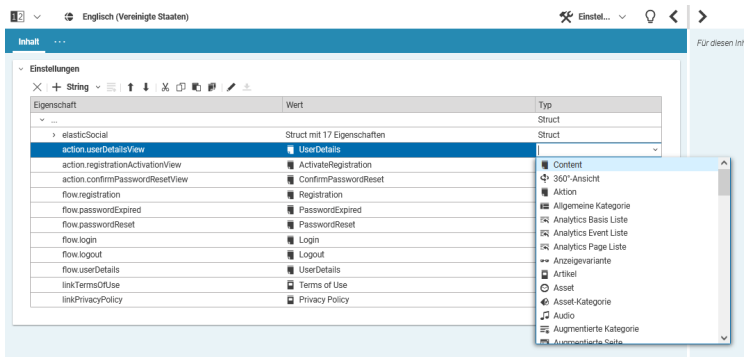 12 Englisch (Vereinigte Staaten) Einstel...
Inhalt ...
Für diesen Inh
Einstellungen
String
Eigenschaft Wert Typ
... Struct
elasticSocial Struct mit 17 Eigenschaften Struct
action.userDetailsView UserDetails
action.registrationActivationView ActivateRegistration
action.confirmPasswordResetView ConfirmPasswordReset
flow.registration Registration
flow.passwordExpired PasswordExpired
flow.passwordReset PasswordReset
flow.login Login
flow.logout Logout
flow.userDetails UserDetails
linkTermsOfUse Terms of Use
linkPrivacyPolicy Privacy Policy
Content
360°-Ansicht
Aktion
Allgemeine Kategorie
Analytics Basis Liste
Analytics Event Liste
Analytics Page Liste
Anzeigevariante
Artikel
Asset
Asset-Kategorie
Audio
Augmentierte Kategorie
Augmentierte Seite